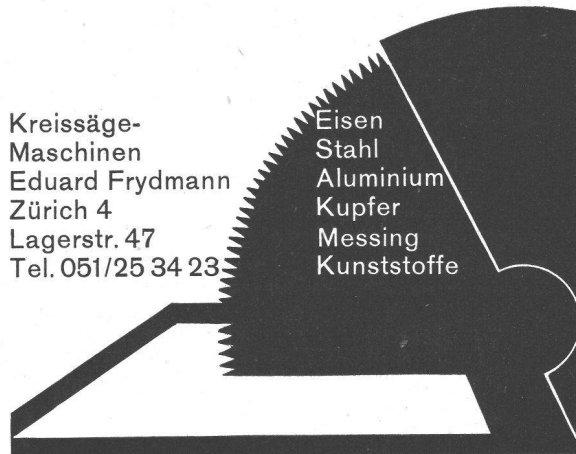 Kreissäge-
Maschinen
Eduard Frydmann
Zürich 4
Lagerstr. 47
Tel. 051/25 34 23
Eisen
Stahl
Aluminium
Kupfer
Messing
Kunststoffe